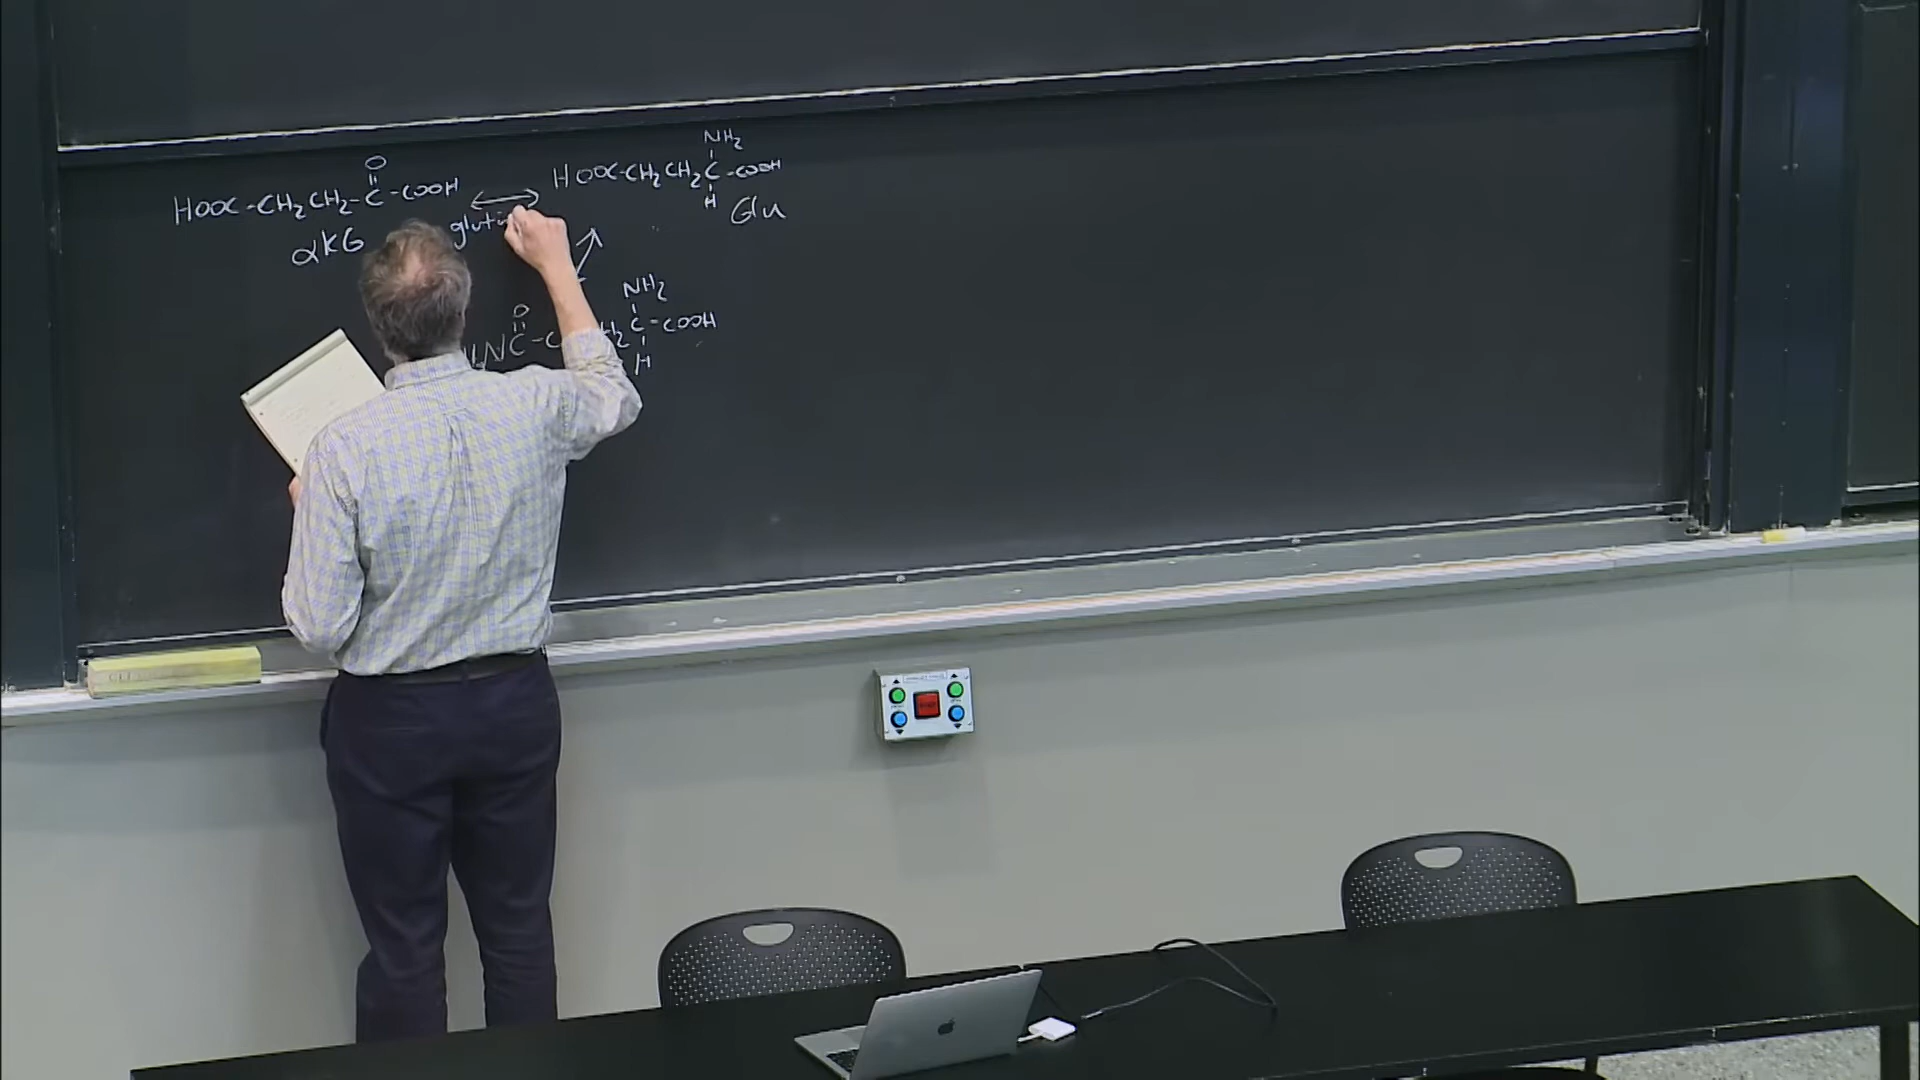 O
HOOC-CH2CH2-C-COOH
αKG
NH2
HOOC-CH2CH2C-COOH
H
Glu
O
C-C
NH2
C-COOH
H